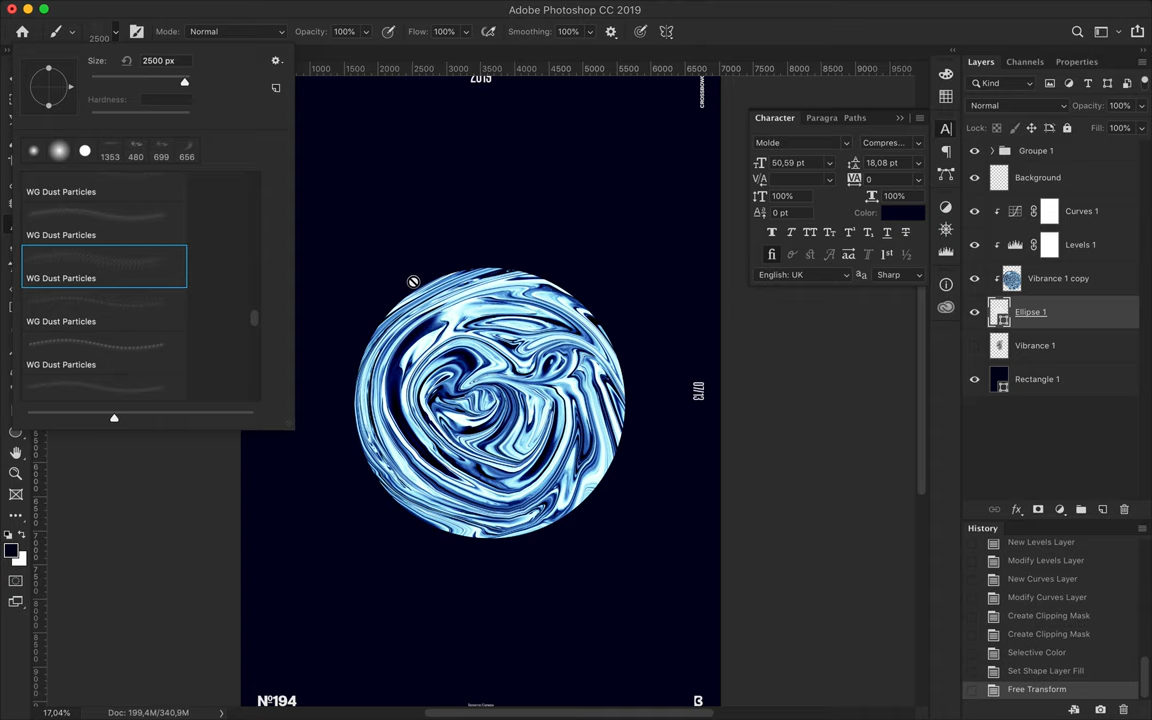 Adobe Photoshop CC 2019
2500
Mode: Normal
Opacity: 100%
Flow: 100%
Smoothing: 100%
Size: 2500 px
Hardness:
1353 480 699 656
WG Dust Particles
WG Dust Particles
WG Dust Particles
WG Dust Particles
WG Dust Particles
1000 1500 2000 2500 3000 3500 4000 4500 5000 5500 6000 6500 7000 7500 8000 8500 9000 9500
2019
CROSSBOW
07/13
Nº194
B
Character Paragra Paths
Molde Compres...
50,59 pt 18,08 pt
0
100% 100%
0 pt Color:
English: UK Sharp
Layers Channels Properties
Kind
Normal Opacity: 100%
Lock: Fill: 100%
Groupe 1
Background
Curves 1
Levels 1
Vibrance 1 copy
Ellipse 1
Vibrance 1
Rectangle 1
History
New Levels Layer
Modify Levels Layer
New Curves Layer
Modify Curves Layer
Create Clipping Mask
Create Clipping Mask
Selective Color
Set Shape Layer Fill
Free Transform
17,04% Doc: 199,4M/340,9M